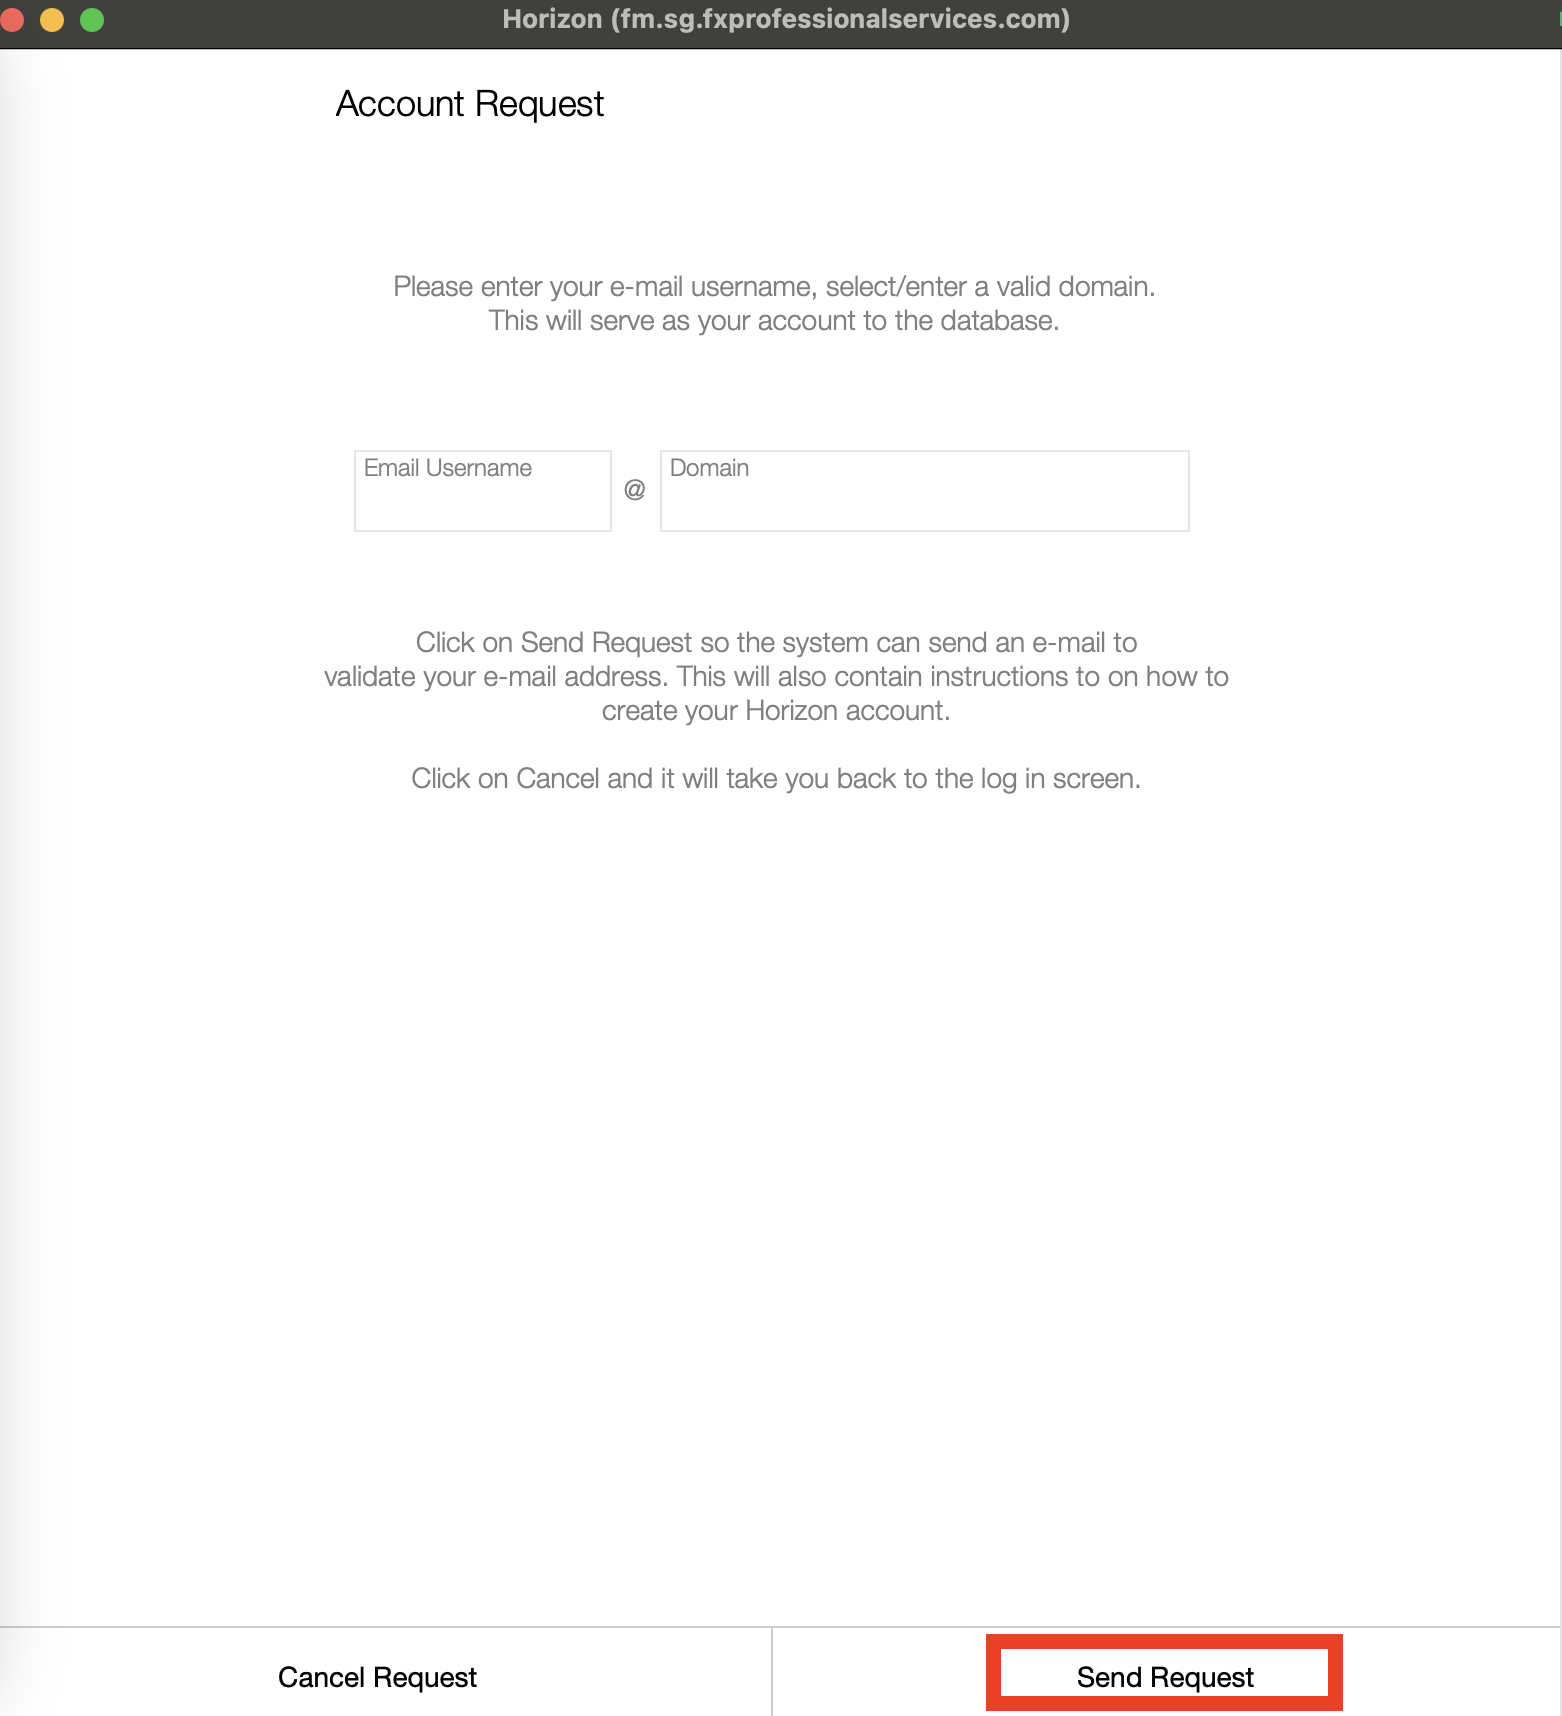 Horizon (fm.sg.fxprofessionalservices.com)
Account Request
Please enter your e-mail username, select/enter a valid domain.
This will serve as your account to the database.
Email Username
@
Domain
Click on Send Request so the system can send an e-mail to
validate your e-mail address. This will also contain instructions to on how to
create your Horizon account.
Click on Cancel and it will take you back to the log in screen.
Cancel Request
Send Request